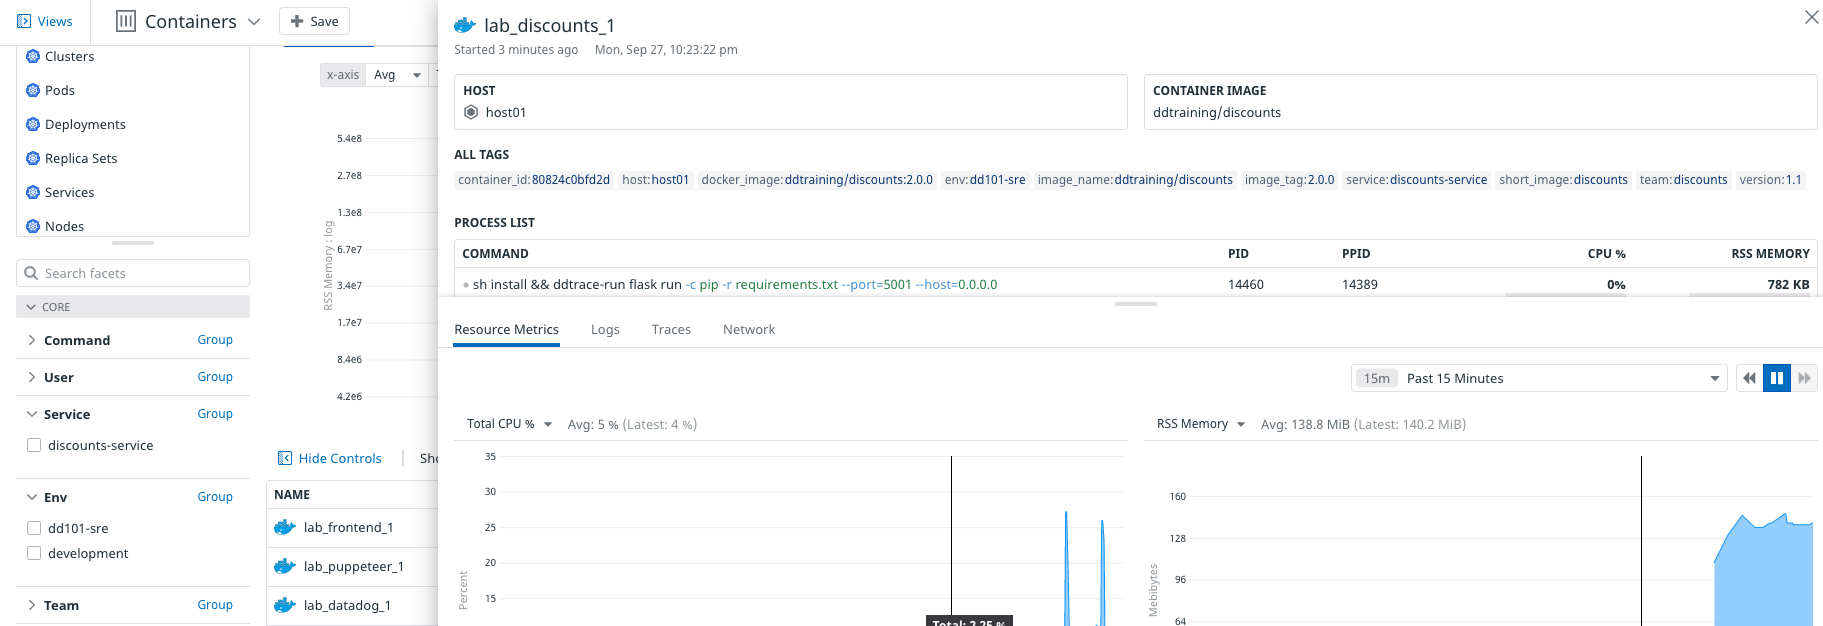 Views
Containers
Save
Clusters
Pods
Deployments
Replica Sets
Services
Nodes
Search facets
CORE
Command Group
User Group
Service Group
discounts-service
Env Group
dd101-sre
development
Team Group
x-axis Avg
5.4e8
2.7e8
1.3e8
6.7e7
3.4e7
1.7e7
8.4e6
4.2e6
RSS Memory : log
Hide Controls
NAME
lab_frontend_1
lab_puppeteer_1
lab_datadog_1
lab_discounts_1
Started 3 minutes ago Mon, Sep 27, 10:23:22 pm
HOST
host01
CONTAINER IMAGE
ddtraining/discounts
ALL TAGS
container_id:80824c0bfd2d host:host01 docker_image:ddtraining/discounts:2.0.0 env:dd101-sre image_name:ddtraining/discounts image_tag:2.0.0 service:discounts-service short_image:discounts team:discounts version:1.1
PROCESS LIST
COMMAND PID PPID CPU % RSS MEMORY
sh install && ddtrace-run flask run -c pip -r requirements.txt --port=5001 --host=0.0.0.0 14460 14389 0% 782 KB
Resource Metrics Logs Traces Network
15m Past 15 Minutes
Total CPU % Avg: 5 % (Latest: 4 %)
35
30
25
20
15
Percent
Total: 2.25 %
RSS Memory Avg: 138.8 MiB (Latest: 140.2 MiB)
160
128
96
64
Mebibytes